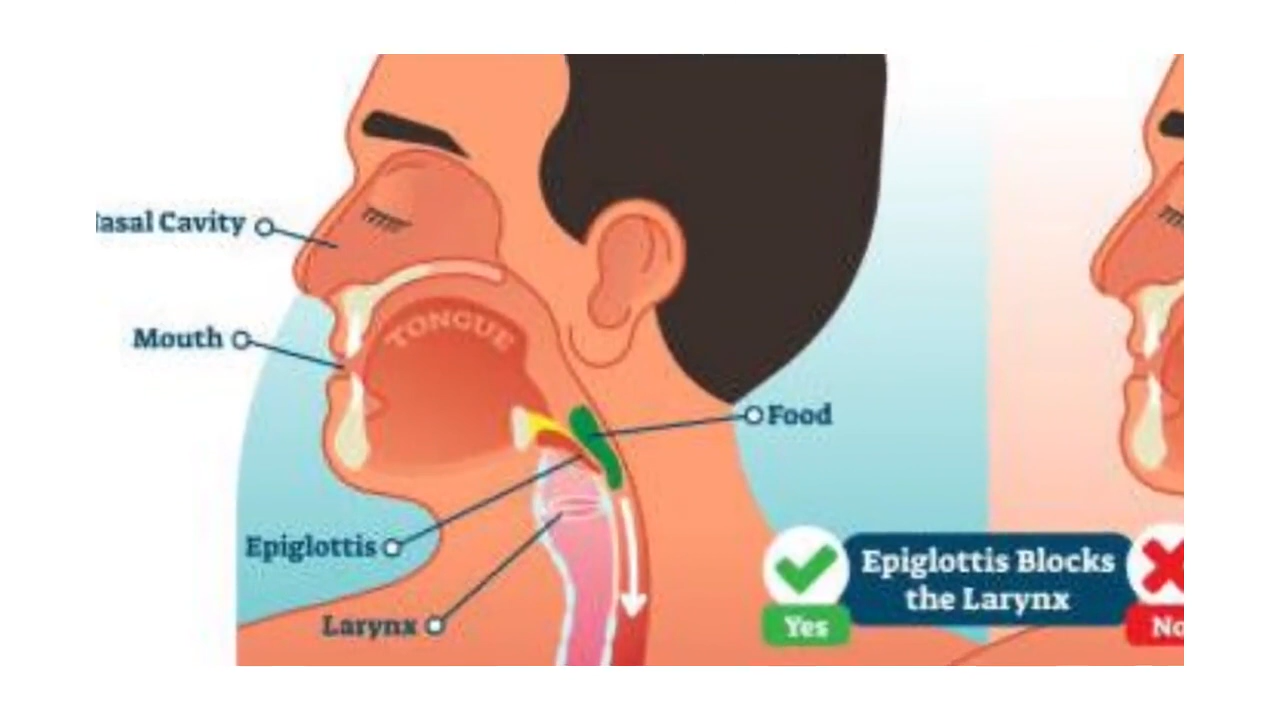 asal Cavity
Mouth
TONGUE
Food
Epiglottis
Larynx
Epiglottis Blocks
the Larynx
Yes
No